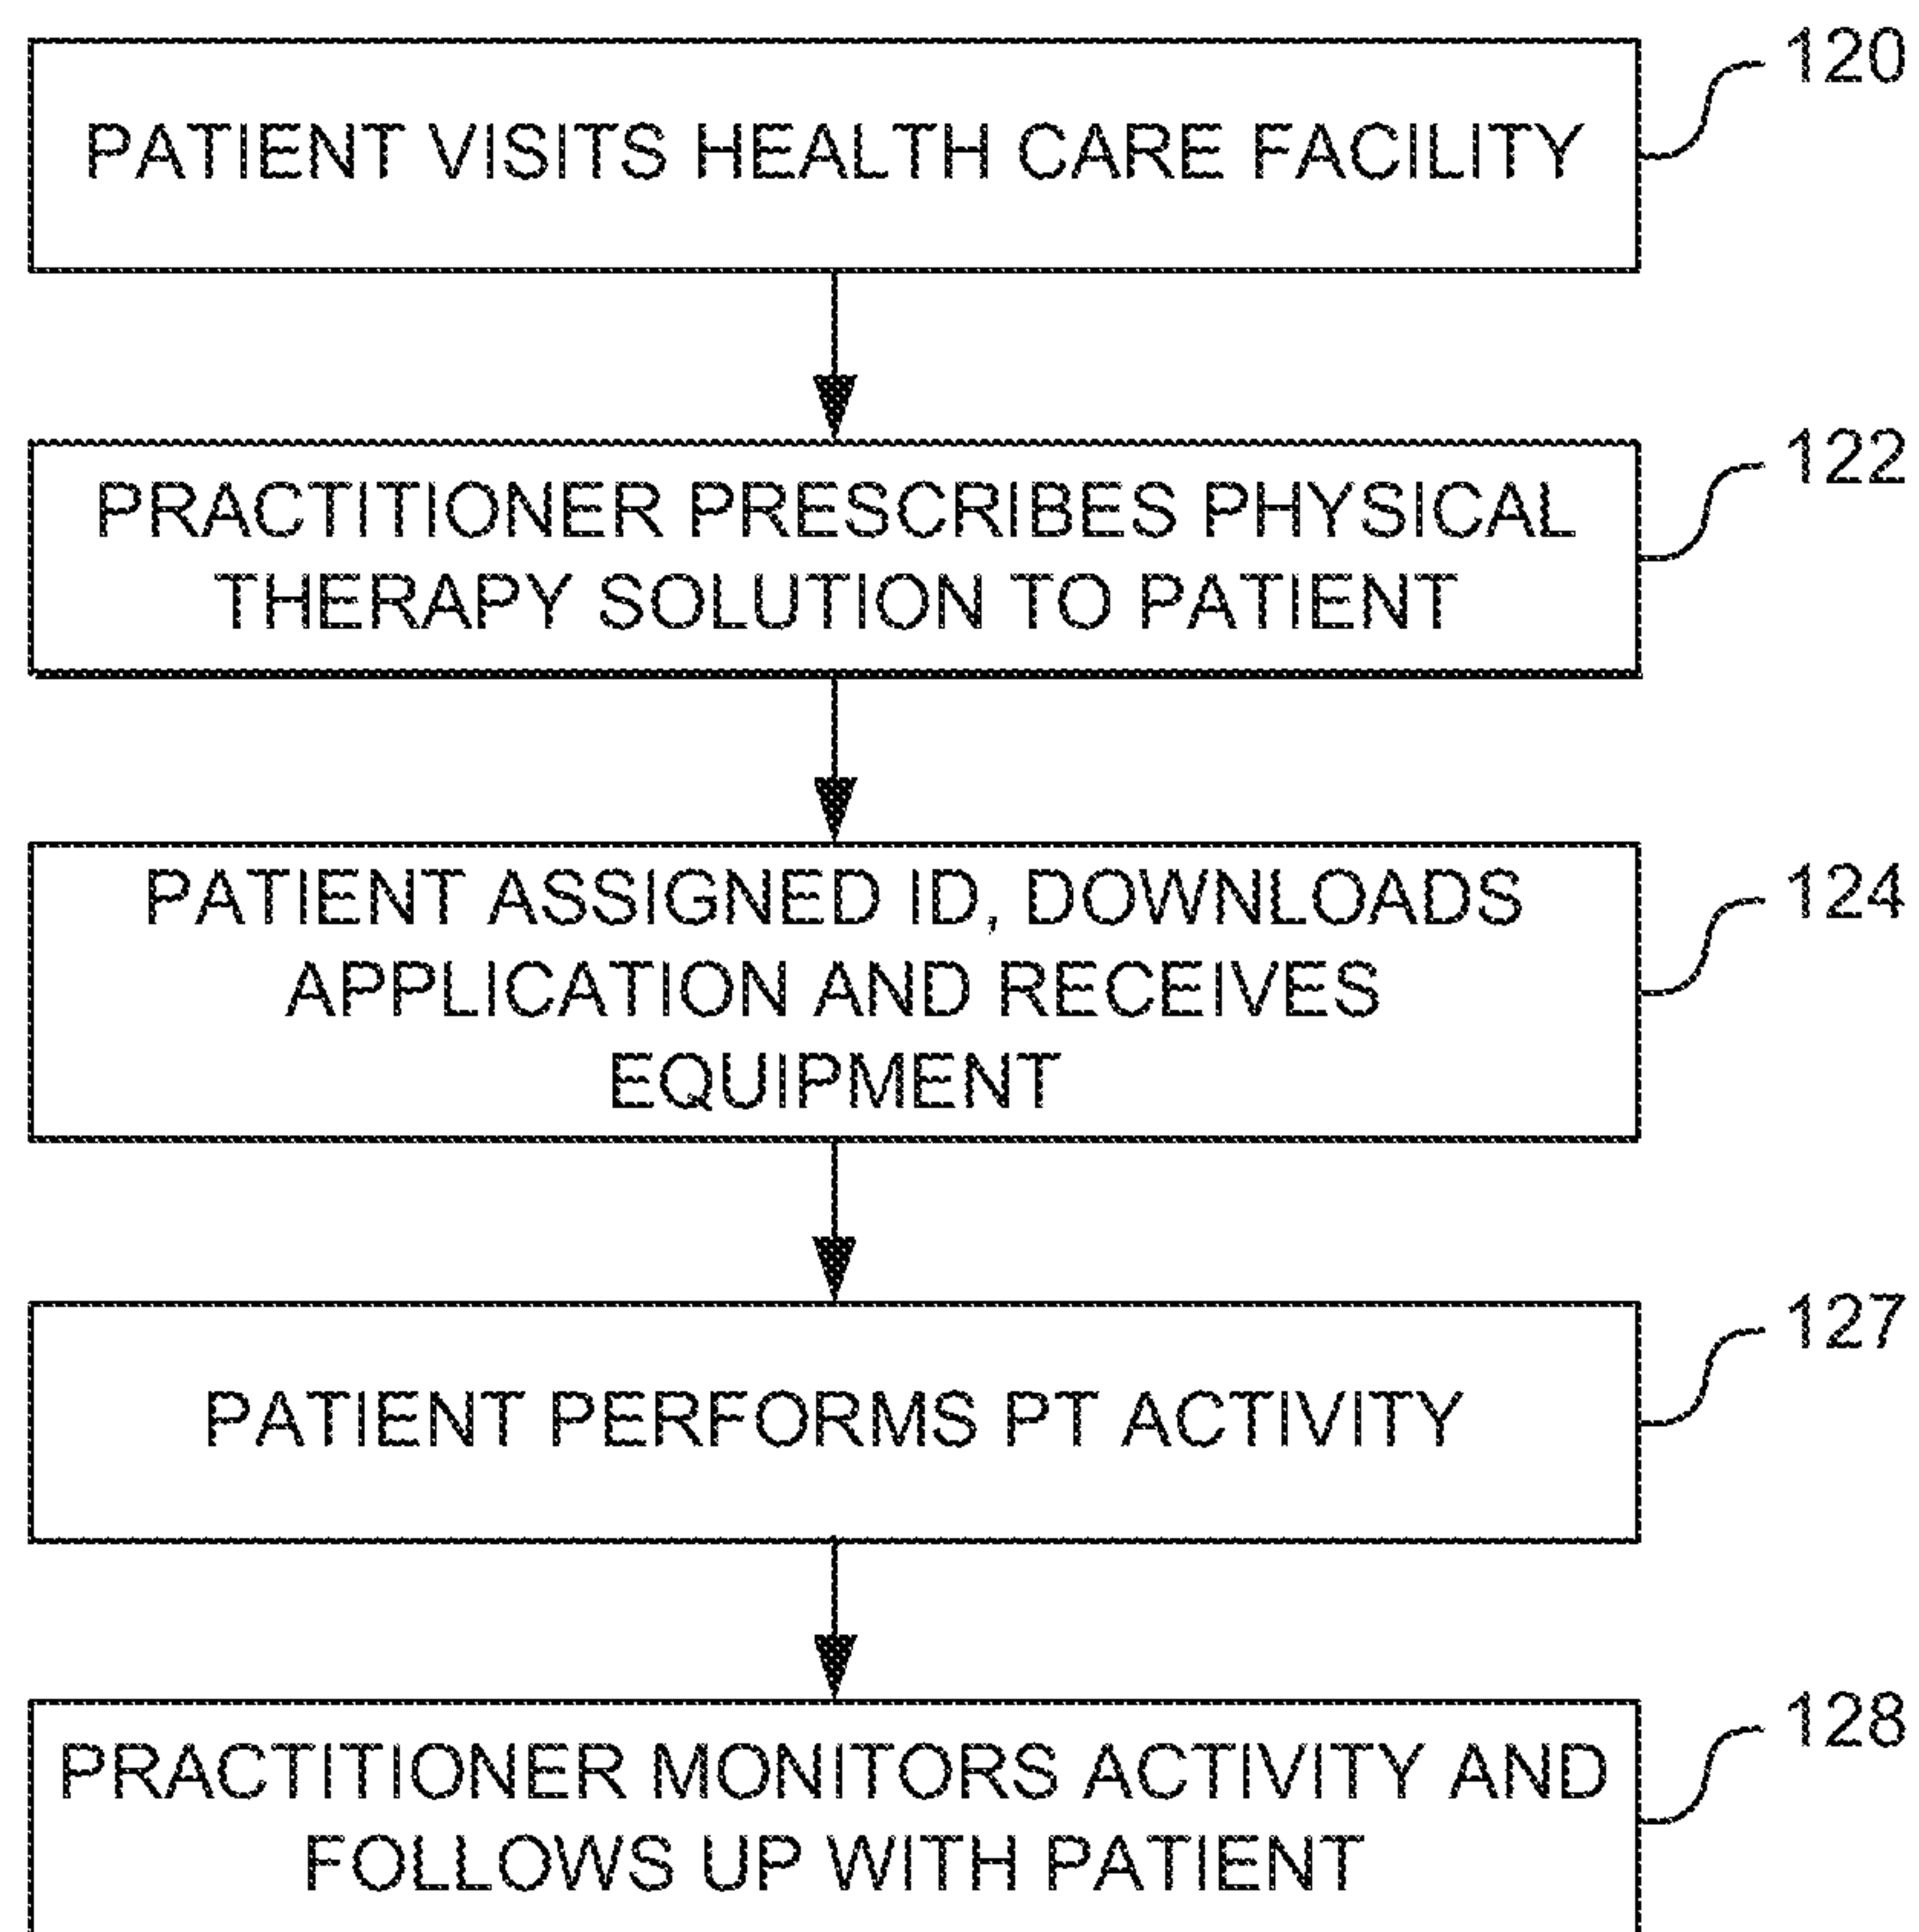 120
PATIENT VISITS HEALTH CARE FACILITY
122
PRACTITIONER PRESCRIBES PHYSICAL
THERAPY SOLUTION TO PATIENT
124
PATIENT ASSIGNED ID, DOWNLOADS
APPLICATION AND RECEIVES
EQUIPMENT
127
PATIENT PERFORMS PT ACTIVITY
128
PRACTITIONER MONITORS ACTIVITY AND
FOLLOWS UP WITH PATIENT